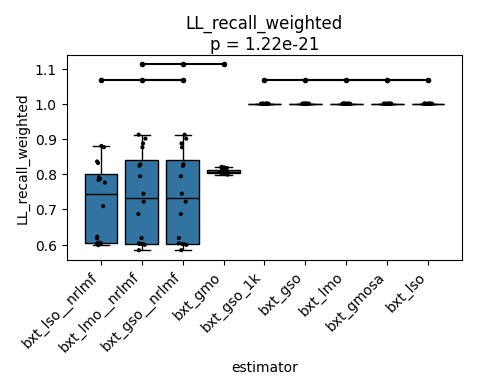 LL_recall_weighted
p = 1.22e-21
LL_recall_weighted
1.1
1.0
0.9
0.8
0.7
0.6
bxt_lso__nrlmf
bxt_lmo__nrlmf
bxt_gso__nrlmf
bxt_gmo
bxt_gso_1k
bxt_gso
bxt_lmo
bxt_gmosa
bxt_lso
estimator